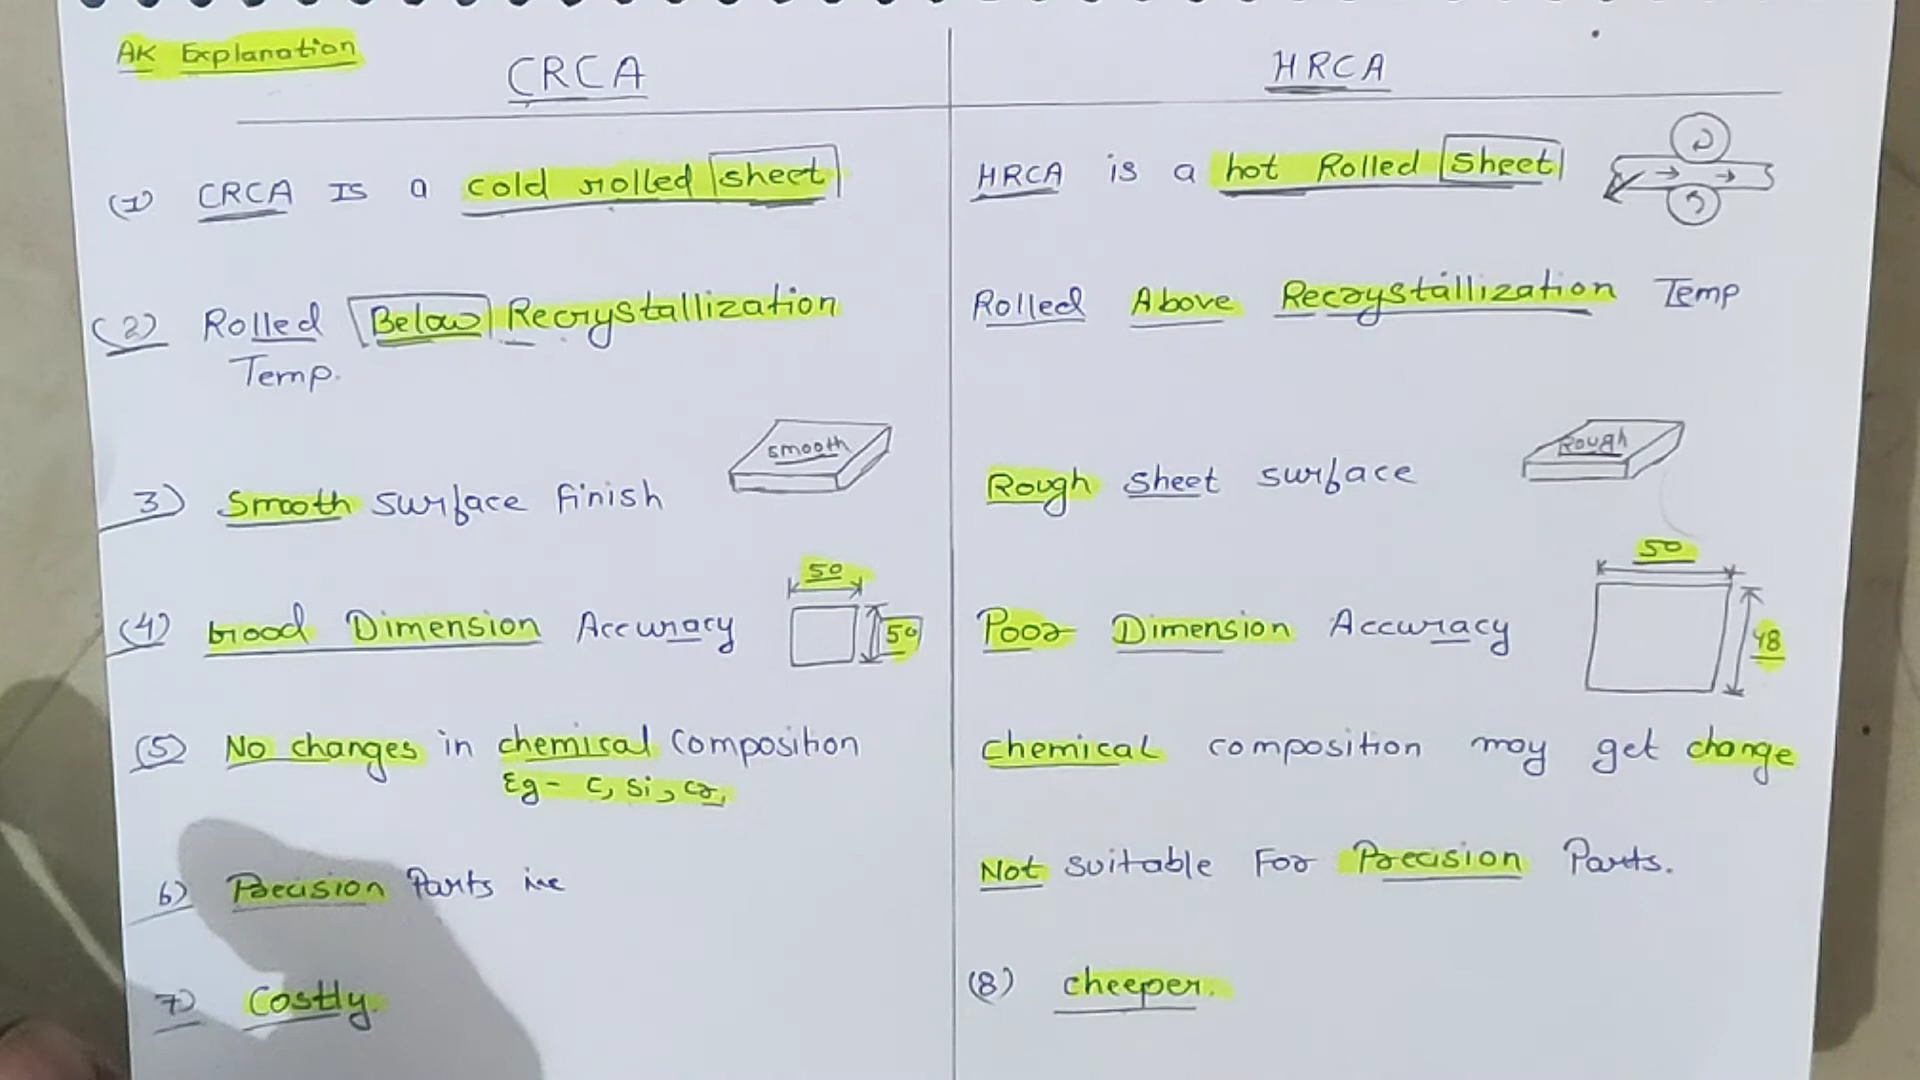 AK Explanation
CRCA
HRCA
(1) CRCA IS a cold rolled sheet
HRCA is a hot Rolled Sheet
(2) Rolled Below Recrystallization
Temp.
Rolled Above Recrystallization Temp
smooth
3) Smooth surface finish
Rough
Rough sheet surface
50
(4) Good Dimension Accuracy
50
50
Poor Dimension Accuracy
48
(5) No changes in chemical composition
Eg- C, Si, Cr,
chemical composition may get change
6) Precision Parts
Not suitable For Precision Parts.
7) Costly.
(8) cheeper.